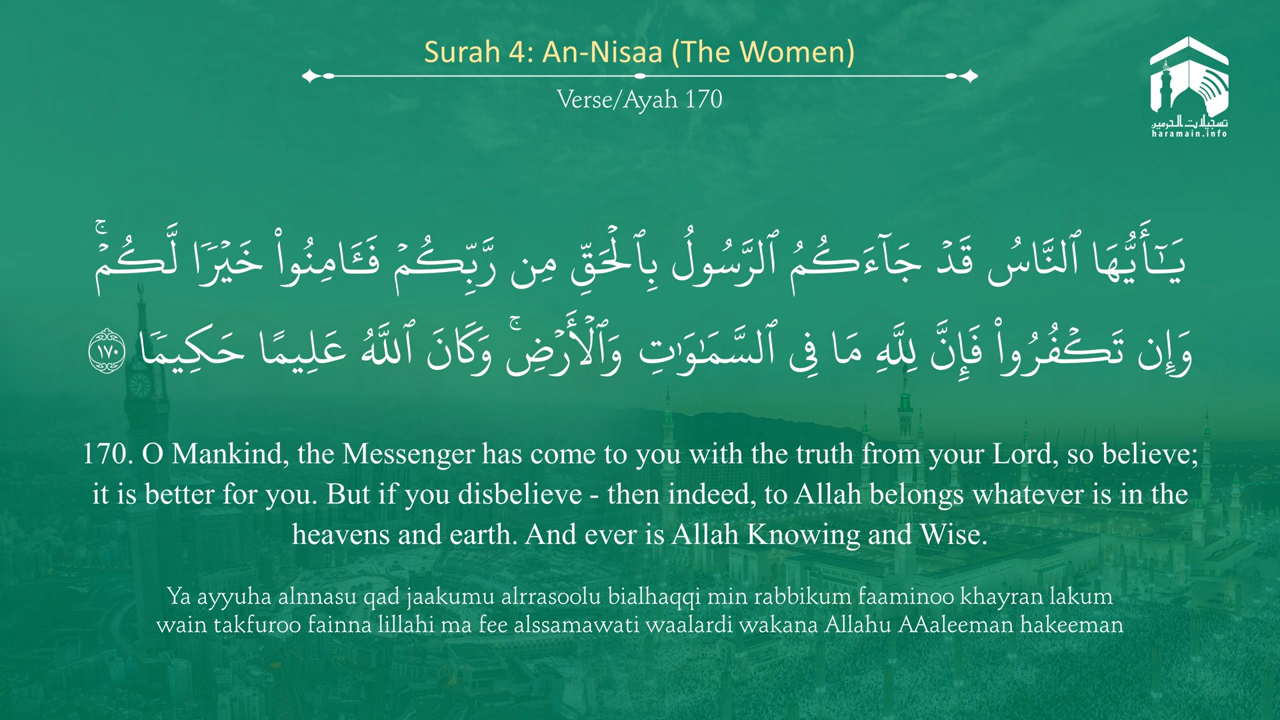 Surah 4: An-Nisaa (The Women)
Verse/Ayah 170
تسجيلات الحرمين
haramain.info
يَـٰٓأَيُّهَا ٱلنَّاسُ قَدْ جَآءَكُمُ ٱلرَّسُولُ بِٱلْحَقِّ مِن رَّبِّكُمْ فَـَٔامِنُوا۟ خَيْرًا لَّكُمْ ۚ
وَإِن تَكْفُرُوا۟ فَإِنَّ لِلَّهِ مَا فِى ٱلسَّمَـٰوَٰتِ وَٱلْأَرْضِ ۚ وَكَانَ ٱللَّهُ عَلِيمًا حَكِيمًا ١٧٠
170. O Mankind, the Messenger has come to you with the truth from your Lord, so believe;
it is better for you. But if you disbelieve - then indeed, to Allah belongs whatever is in the
heavens and earth. And ever is Allah Knowing and Wise.
Ya ayyuha alnnasu qad jaakumu alrrasoolu bialhaqqi min rabbikum faaminoo khayran lakum
wain takfuroo fainna lillahi ma fee alssamawati waalardi wakana Allahu AAaleeman hakeeman